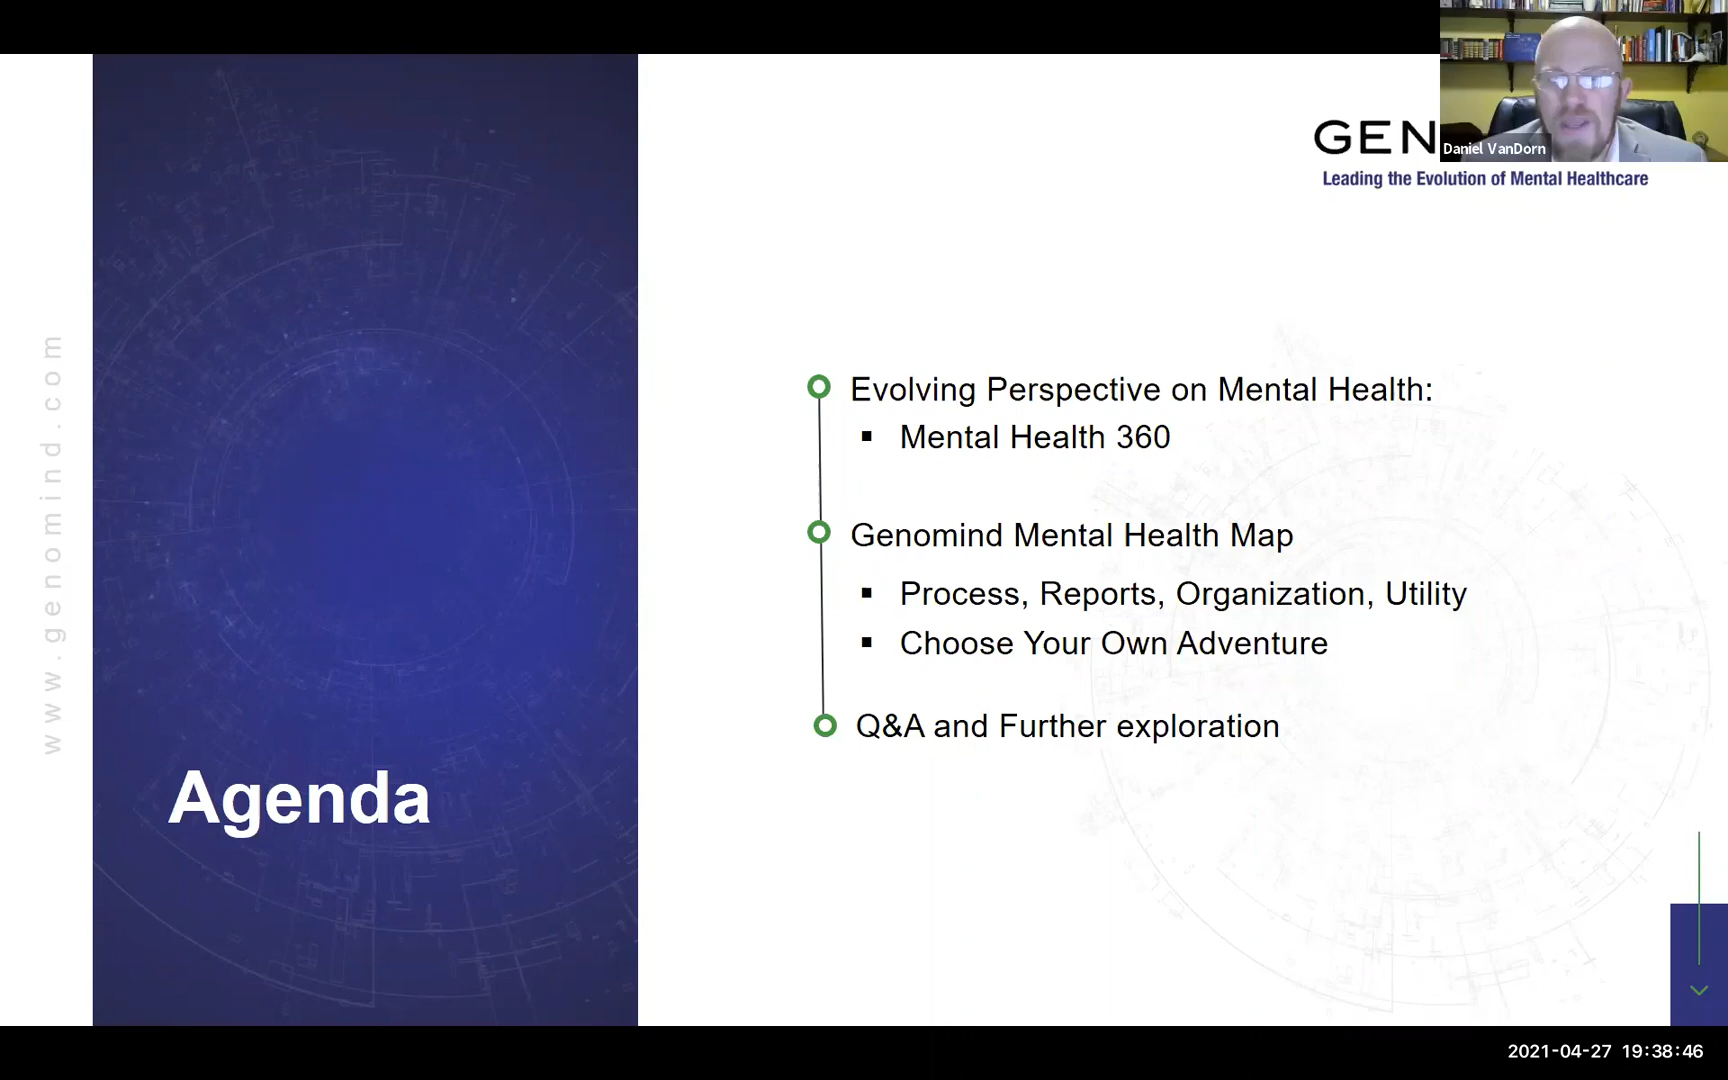 Daniel VanDorn
GEN
Leading the Evolution of Mental Healthcare
www.genomind.com
Agenda
Evolving Perspective on Mental Health:
▪ Mental Health 360
Genomind Mental Health Map
▪ Process, Reports, Organization, Utility
▪ Choose Your Own Adventure
Q&A and Further exploration
2021-04-27 19:38:46